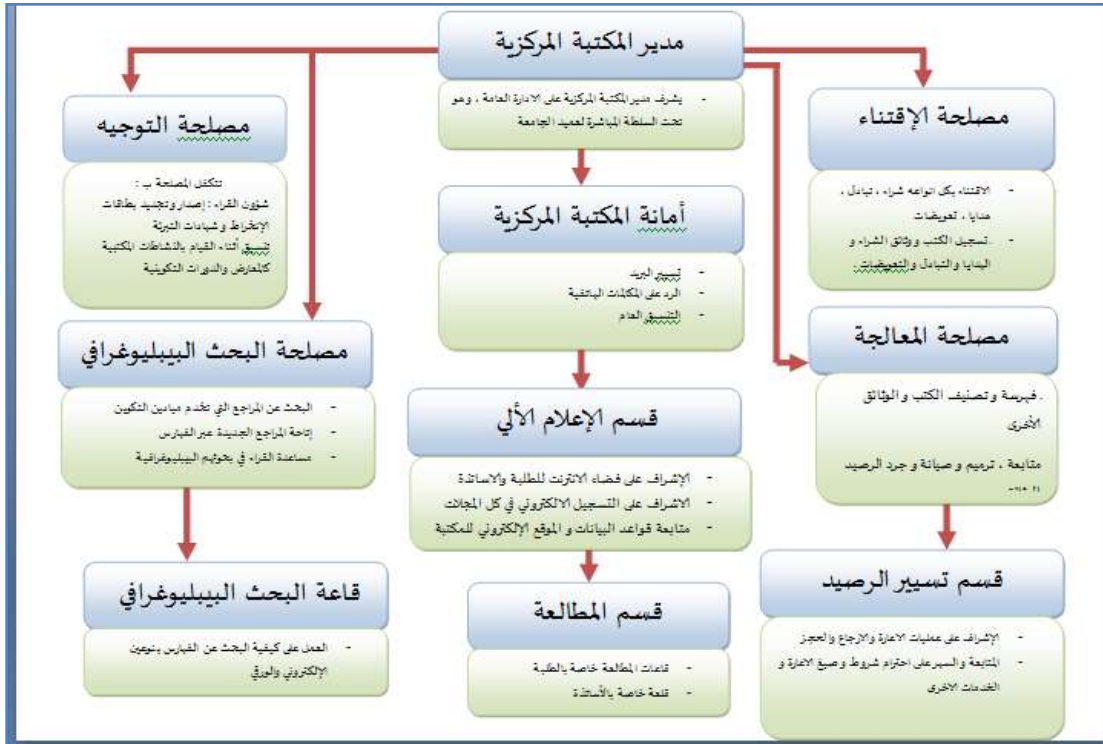 مدير المكتبة المركزية
- يشرف مدير المكتبة المركزية على الادارة العامة ، وهو
تحت السلطة المباشرة لعميد الجامعة
مصلحة الإقتناء
- الاقتناء بكل انواعه شراء ، تبادل ،
هدايا ، تعويضات
- . تسجيل الكتب و وثائق الشراء و
الهدايا والتبادل والتعويضات .
مصلحة التوجيه
تتكفل المصلحة ب :
شؤون القراء : إصدار وتجديد بطاقات
الإنخراط و شهادات التبرئة
تنسيق أثناء القيام بالنشاطات المكتبية
كالمعارض والدورات التكوينية
أمانة المكتبة المركزية
- تسيير البريد
- الرد على المكالمات الهاتفية
- التنسيق العام
مصلحة المعالجة
. فهرسة و تصنيف الكتب و الوثائق
الأخرى
متابعة ، ترميم و صيانة و جرد الرصيد
مصلحة البحث البيبليوغرافي
- البحث عن المراجع التي تخدم ميادين التكوين
- إتاحة المراجع الجديدة عبر الفهارس
- مساعدة القراء في بحوثهم البيبليوغرافية
قسم الإعلام الألي
- الإشراف على فضاء الانترنت للطلبة والاساتذة
- الاشراف على التسجيل الالكتروني في كل المجلات
- متابعة قواعد البيانات و الموقع الإلكتروني للمكتبة
قسم تسيير الرصيد
- الإشراف على عمليات الاعارة والارجاع والحجز
- المتابعة و السهر على احترام شروط و صيغ الاعارة و
الخدمات الاخرى
قاعة البحث البيبليوغرافي
- العمل على كيفية البحث عن الفهارس بنوعين
الإلكتروني والورقي
قسم المطالعة
- قاعات المطالعة خاصة بالطلبة
- قلعة خاصة بالأساتذة